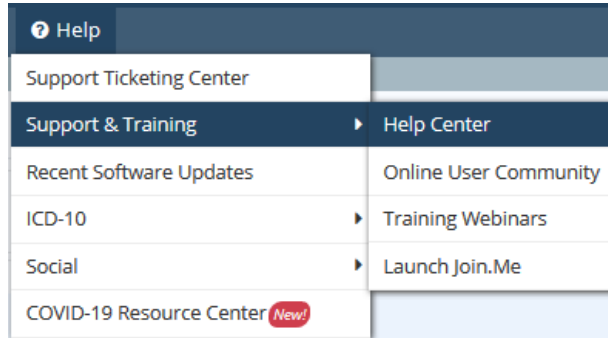 Help
Support Ticketing Center
Support & Training
Recent Software Updates
ICD-10
Social
COVID-19 Resource Center New!
Help Center
Online User Community
Training Webinars
Launch Join.Me